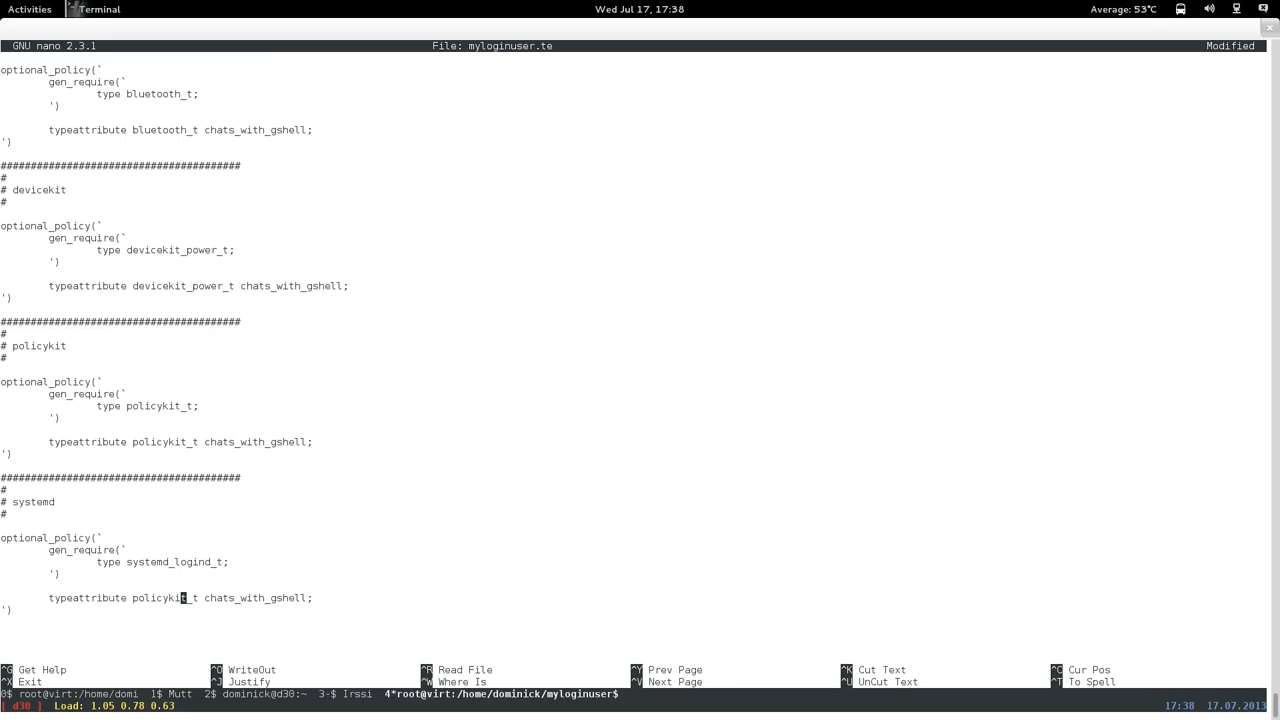 Activities Terminal Wed Jul 17, 17:38 Average: 53°C
GNU nano 2.3.1 File: myloginuser.te Modified
optional_policy(`
gen_require(`
type bluetooth_t;
')
typeattribute bluetooth_t chats_with_gshell;
')
########################################
#
# devicekit
#
optional_policy(`
gen_require(`
type devicekit_power_t;
')
typeattribute devicekit_power_t chats_with_gshell;
')
########################################
#
# policykit
#
optional_policy(`
gen_require(`
type policykit_t;
')
typeattribute policykit_t chats_with_gshell;
')
########################################
#
# systemd
#
optional_policy(`
gen_require(`
type systemd_logind_t;
')
typeattribute policykit_t chats_with_gshell;
')
^G Get Help ^O WriteOut ^R Read File ^Y Prev Page ^K Cut Text ^C Cur Pos
^X Exit ^J Justify ^W Where Is ^V Next Page ^U UnCut Text ^T To Spell
0$ root@virt:/home/domi 1$ Mutt 2$ dominick@d30:~ 3-$ Irssi 4*root@virt:/home/dominick/myloginuser$
[ d30 ] Load: 1.05 0.78 0.63 17:38 17.07.2013